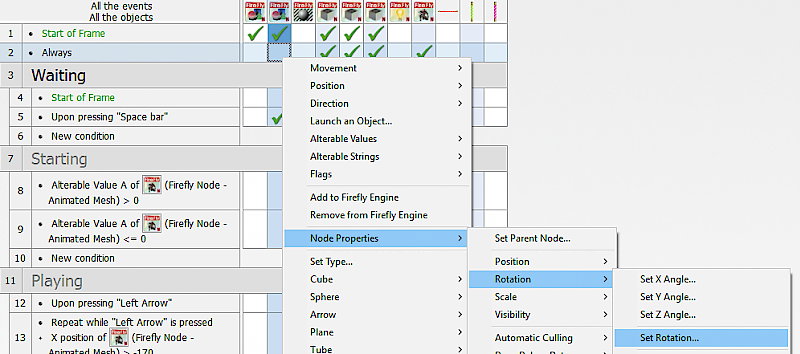 All the events
All the objects
1 • Start of Frame
2 • Always
3 Waiting
4 • Start of Frame
5 • Upon pressing "Space bar"
6 • New condition
7 Starting
8 • Alterable Value A of (Firefly Node -
Animated Mesh) > 0
9 • Alterable Value A of (Firefly Node -
Animated Mesh) <= 0
10 • New condition
11 Playing
12 • Upon pressing "Left Arrow"
13 • Repeat while "Left Arrow" is pressed
+ X position of (Firefly Node -
Animated Mesh) > -170
Movement
Position
Direction
Launch an Object...
Alterable Values
Alterable Strings
Flags
Add to Firefly Engine
Remove from Firefly Engine
Node Properties
Set Type...
Cube
Sphere
Arrow
Plane
Tube
Set Parent Node...
Position
Rotation
Scale
Visibility
Automatic Culling
Set X Angle...
Set Y Angle...
Set Z Angle...
Set Rotation...